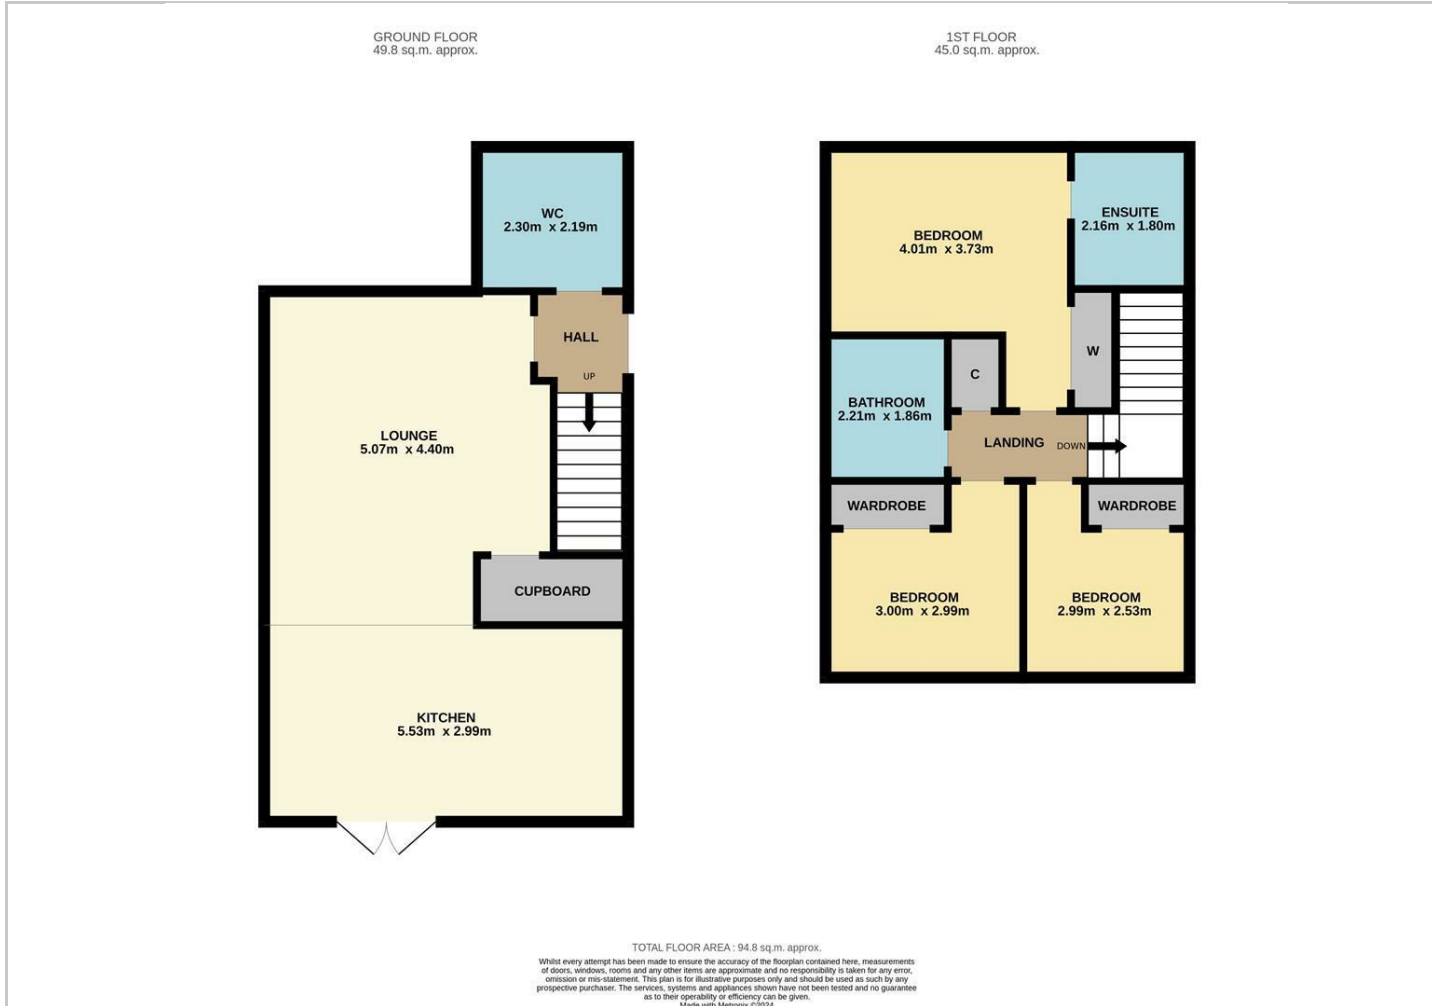 GROUND FLOOR
49.8 sq.m. approx.
WC
2.30m x 2.19m
HALL
UP
LOUNGE
5.07m x 4.40m
CUPBOARD
KITCHEN
5.53m x 2.99m
1ST FLOOR
45.0 sq.m. approx.
BEDROOM
4.01m x 3.73m
ENSUITE
2.16m x 1.80m
W
C
BATHROOM
2.21m x 1.86m
LANDING
DOWN
WARDROBE
WARDROBE
BEDROOM
3.00m x 2.99m
BEDROOM
2.99m x 2.53m
TOTAL FLOOR AREA : 94.8 sq.m. approx.
Whilst every attempt has been made to ensure the accuracy of the floorplan contained here, measurements
of doors, windows, rooms and any other items are approximate and no responsibility is taken for any error,
omission or mis-statement. This plan is for illustrative purposes only and should be used as such by any
prospective purchaser. The services, systems and appliances shown have not been tested and no guarantee
as to their operability or efficiency can be given.
Made with Metropix ©2024